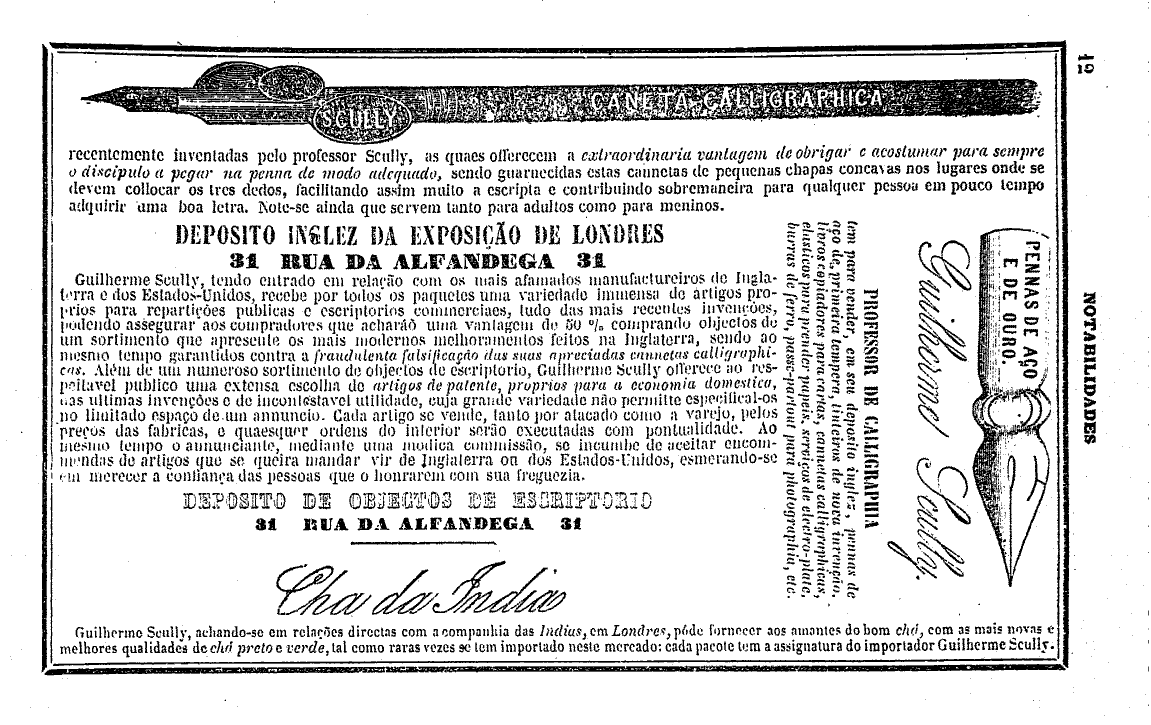 SCULLY
CANETA CALLIGRAPHICA
recentemente inventadas pelo professor Scully, as quaes offerecem a extraordinaria vantagem de obrigar e acostumar para sempre
o discipulo a pegar na penna de modo adequado, sendo guarnecidas estas cannetas de pequenas chapas concavas nos lugares onde se
devem collocar os tres dedos, facilitando assim muito a escripta e contribuindo sobremaneira para qualquer pessoa em pouco tempo
adquirir uma boa letra. Note-se ainda que servem tanto para adultos como para meninos.
DEPOSITO INGLEZ DA EXPOSIÇÃO DE LONDRES
31 RUA DA ALFANDEGA 31
Guilherme Scully, tendo entrado em relação com os mais afamados manufactureiros de Ingla-
terra e dos Estados-Unidos, recebe por todos os paquetes uma variedade immensa de artigos pro-
prios para repartições publicas e escriptorios commerciaes, tudo das mais recentes invenções,
podendo assegurar aos compradores que acharáõ uma vantagem de 50 % comprando objectos de
um sortimento que apresente os mais modernos melhoramentos feitos na Inglaterra, sendo ao
mesmo tempo garantidos contra a fraudulenta falsificação das suas apreciadas cannetas calligraphi-
cas. Além de um numeroso sortimento de objectos de escriptorio, Guilherme Scully offerece ao res-
peitavel publico uma extensa escolha de artigos de patente, proprios para a economia domestica,
nas ultimas invenções e de incontestavel utilidade, cuja grande variedade não permitte especifical-os
no limitado espaço de um annuncio. Cada artigo se vende, tanto por atacado como a varejo, pelos
preços das fabricas, e quaesquer ordens do interior serão executadas com pontualidade. Ao
mesmo tempo o annunciante, mediante uma modica commissão, se incumbe de aceitar encom-
mendas de artigos que se queira mandar vir de Inglaterra ou dos Estados-Unidos, esmerando-se
em merecer a confiança das pessoas que o honrarem com sua freguezia.
DEPOSITO DE OBJECTOS DE ESCRIPTORIO
31 RUA DA ALFANDEGA 31
PENNAS DE AÇO
E DE OURO.
Guilherme Scully.
PROFESSOR DE CALLIGRAPHIA
tem para vender, em seu deposito inglez, pennas de
aço de primeira tempera, tinteiros de nova invenção,
livros copiadores para cartas, cannetas calligraphicas,
elasticos para prender papeis, serviços de electro-plate,
burras de ferro, passe-partout para photographia, etc.
Cha da India
Guilherme Scully, achando-se em relações directas com a companhia das Indias, em Londres, póde fornecer aos amantes do bom chá, com as mais novas e
melhores qualidades de chá preto e verde, tal como raras vezes se tem importado neste mercado: cada pacote tem a assignatura do importador Guilherme Scully.
NOTABILIDADES